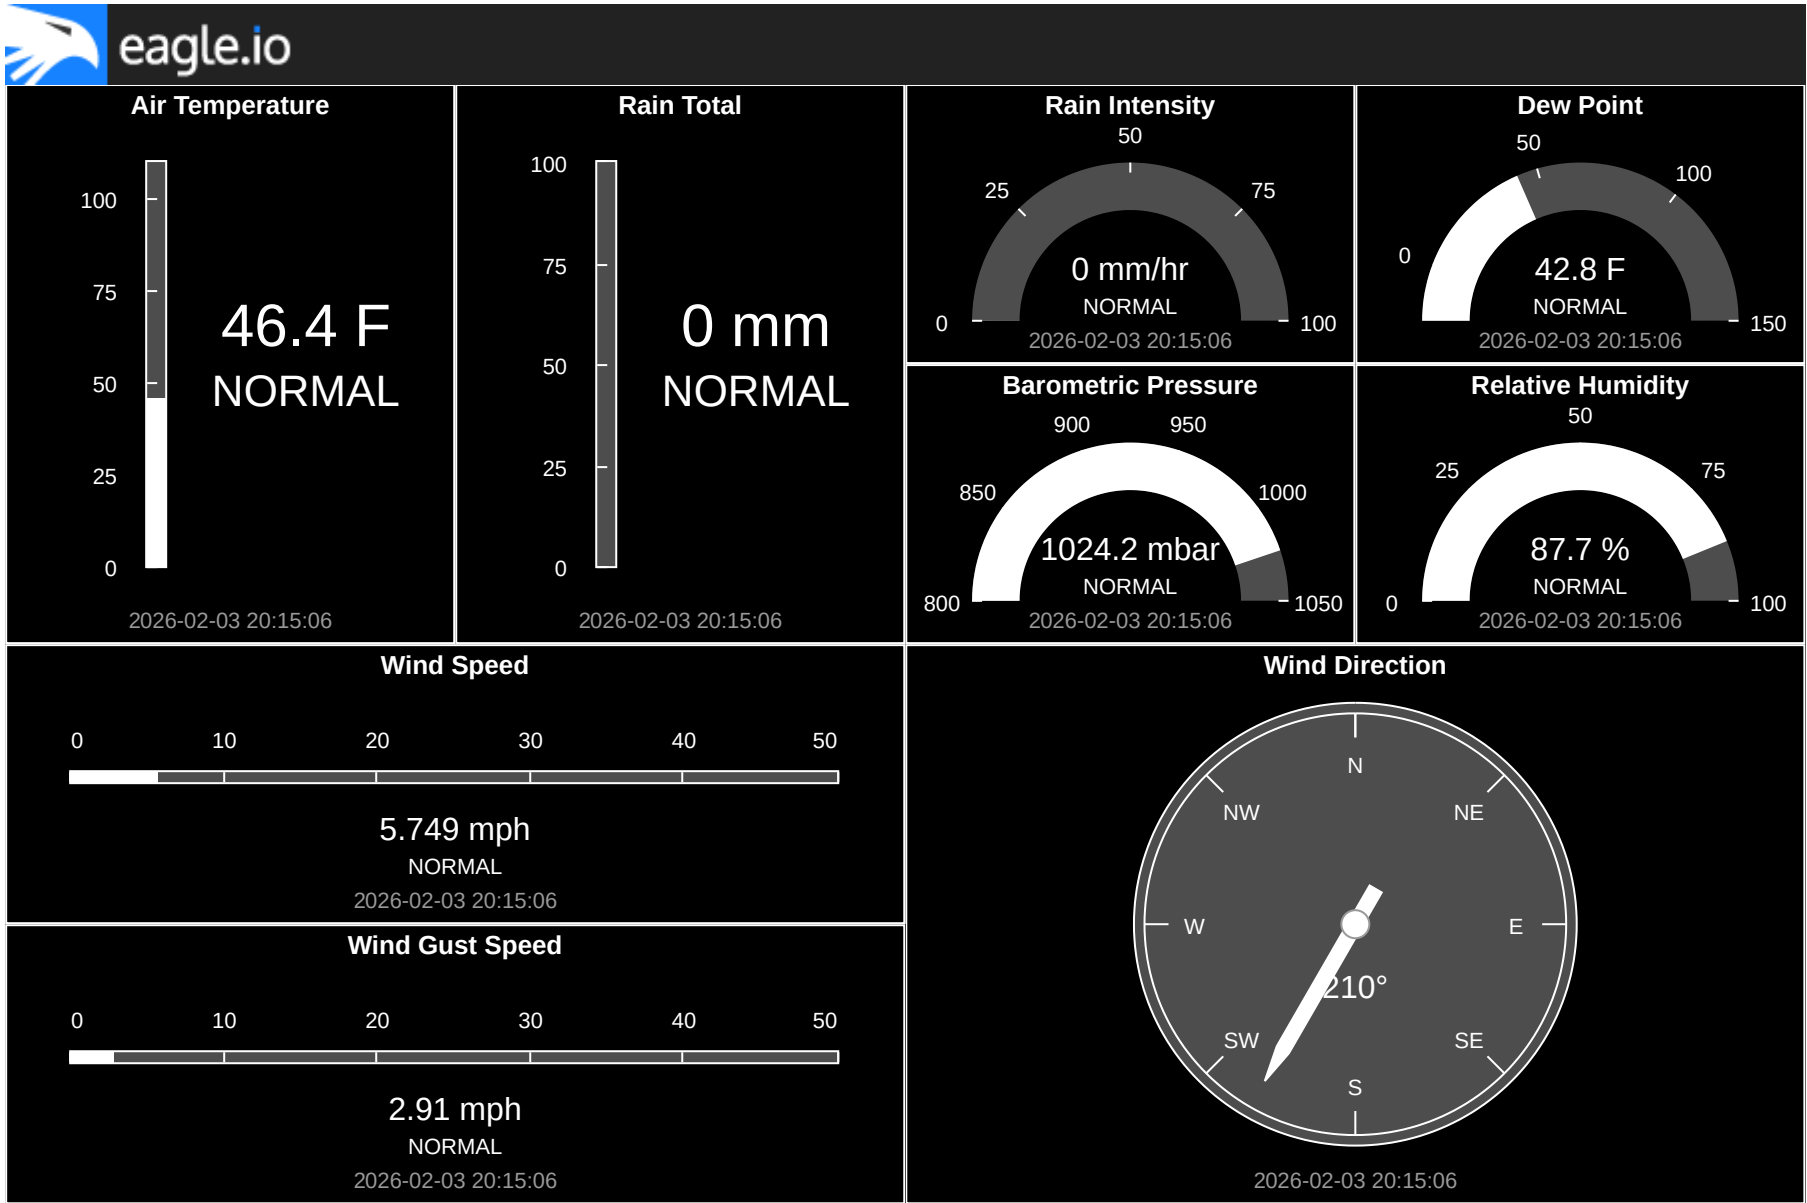 eagle.io
Air Temperature
100
75
50
25
0
46.4 F
NORMAL
2026-02-03 20:15:06
Rain Total
100
75
50
25
0
0 mm
NORMAL
2026-02-03 20:15:06
Rain Intensity
0
25
50
75
100
0 mm/hr
NORMAL
2026-02-03 20:15:06
Dew Point
0
50
100
150
42.8 F
NORMAL
2026-02-03 20:15:06
Barometric Pressure
800
850
900
950
1000
1050
1024.2 mbar
NORMAL
2026-02-03 20:15:06
Relative Humidity
0
25
50
75
100
87.7 %
NORMAL
2026-02-03 20:15:06
Wind Speed
0 10 20 30 40 50
5.749 mph
NORMAL
2026-02-03 20:15:06
Wind Gust Speed
0 10 20 30 40 50
2.91 mph
NORMAL
2026-02-03 20:15:06
Wind Direction
N
NW NE
W E
210°
SW SE
S
2026-02-03 20:15:06